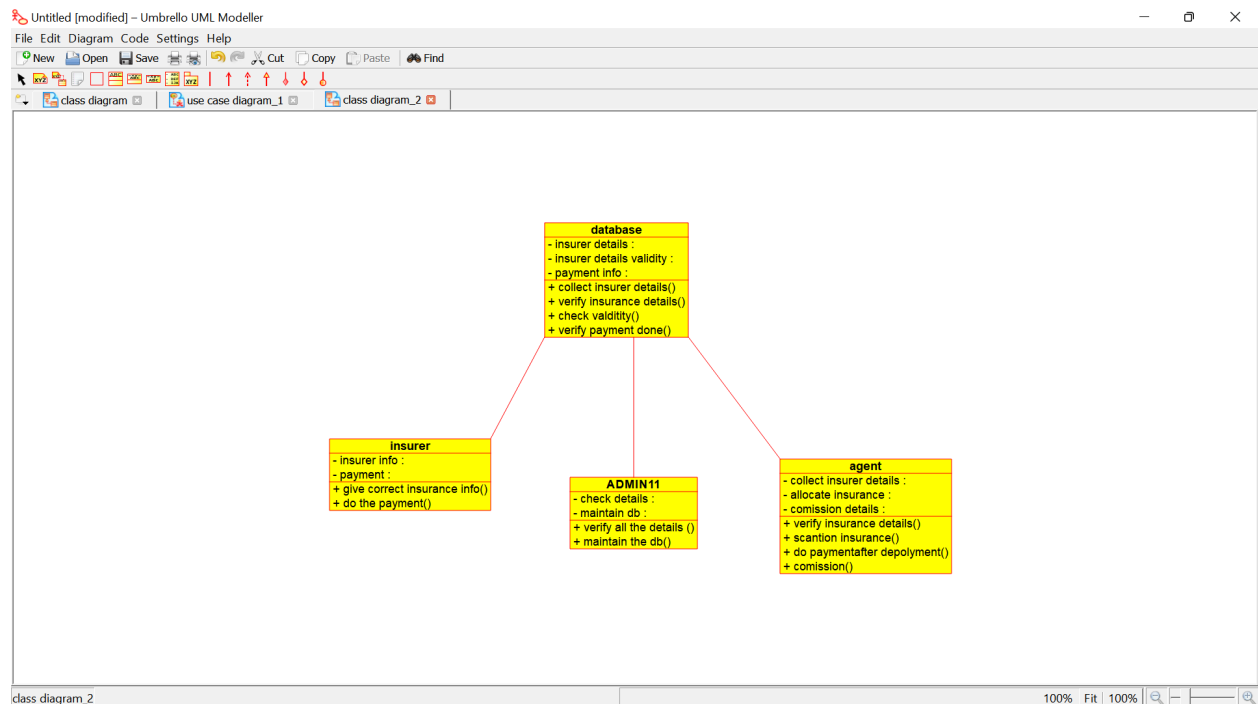 Untitled [modified] – Umbrello UML Modeller
File Edit Diagram Code Settings Help
New Open Save Cut Copy Paste Find
class diagram use case diagram_1 class diagram_2
database
- insurer details :
- insurer details validity :
- payment info :
+ collect insurer details()
+ verify insurance details()
+ check valditity()
+ verify payment done()
insurer
- insurer info :
- payment :
+ give correct insurance info()
+ do the payment()
ADMIN11
- check details :
- maintain db :
+ verify all the details ()
+ maintain the db()
agent
- collect insurer details :
- allocate insurance :
- comission details :
+ verify insurance details()
+ scantion insurance()
+ do paymentafter depolyment()
+ comission()
class diagram_2 100% Fit 100%